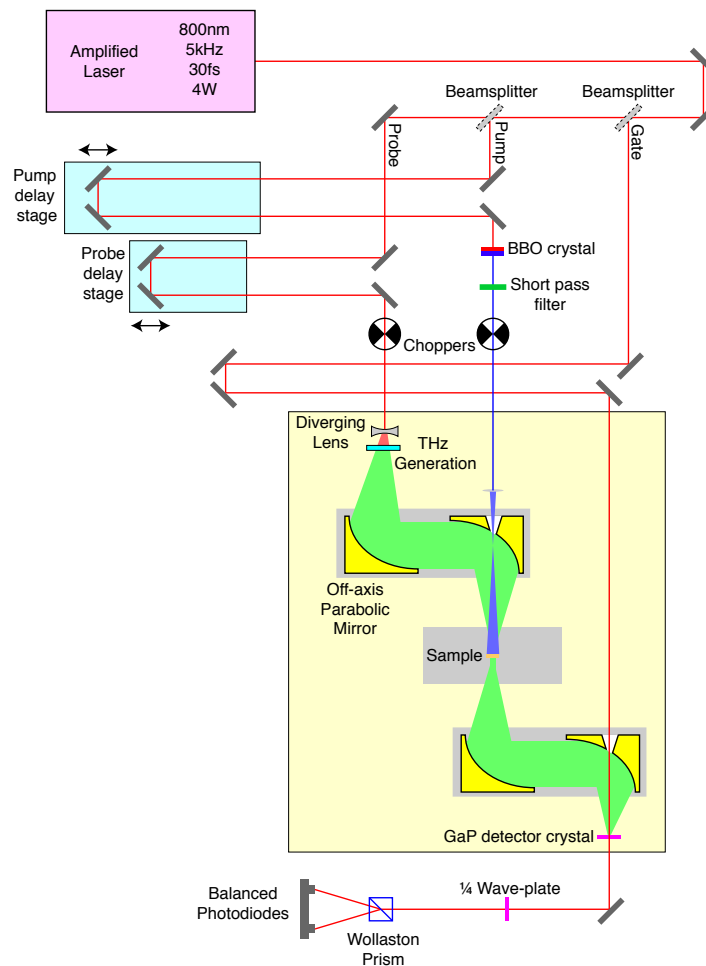 Amplified
Laser
800nm
5kHz
30fs
4W
Beamsplitter
Beamsplitter
Probe
Pump
Gate
Pump
delay
stage
Probe
delay
stage
BBO crystal
Short pass
filter
Choppers
Diverging
Lens
THz
Generation
Off-axis
Parabolic
Mirror
Sample
GaP detector crystal
Balanced
Photodiodes
¼ Wave-plate
Wollaston
Prism